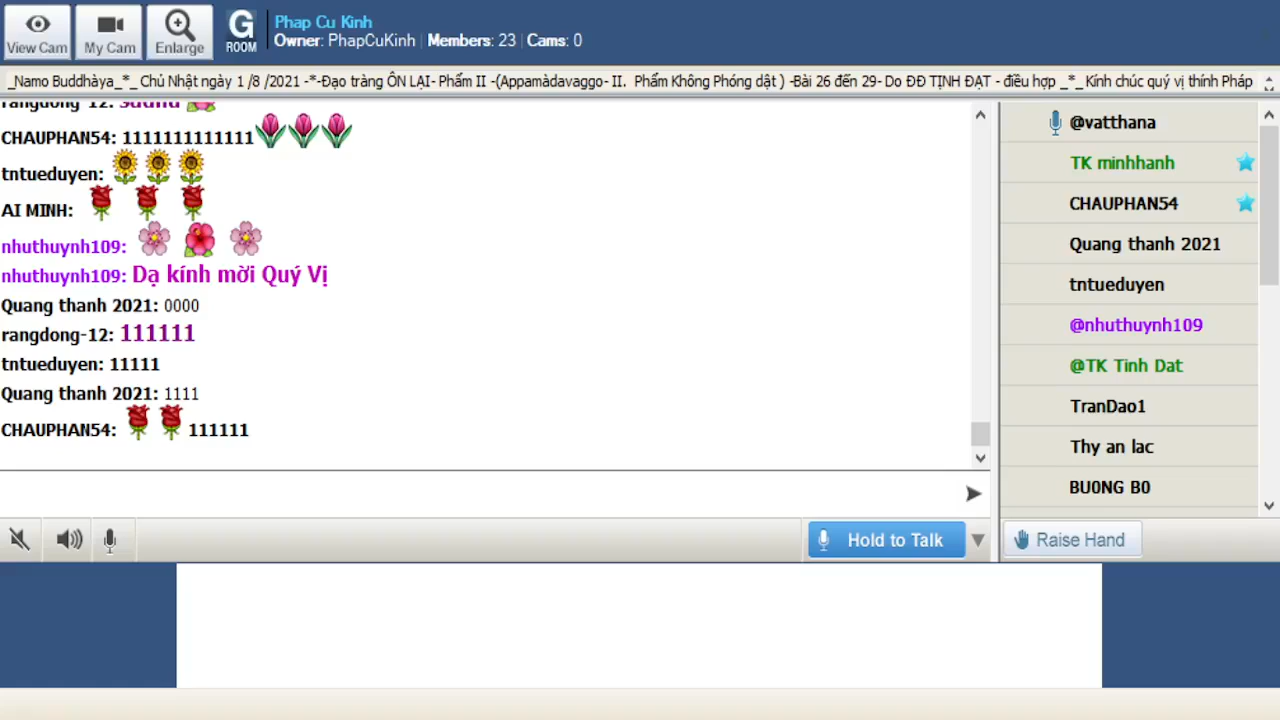 View Cam
My Cam
Enlarge
G
ROOM
Phap Cu Kinh
Owner: PhapCuKinh | Members: 23 | Cams: 0
_Namo Buddhàya_*_ Chủ Nhật ngày 1 /8 /2021 -*-Đạo tràng ÔN LẠI- Phẩm II -(Appamàdavaggo- II. Phẩm Không Phóng dật ) -Bài 26 đến 29- Do ĐĐ TỊNH ĐẠT - điều hợp _*_Kính chúc quý vị thính Pháp
rangdong-12: sadhu
CHAUPHAN54: 1111111111111
tntueduyen:
AI MINH:
nhuthuynh109:
nhuthuynh109: Dạ kính mời Quý Vị
Quang thanh 2021: 0000
rangdong-12: 111111
tntueduyen: 11111
Quang thanh 2021: 1111
CHAUPHAN54: 111111
@vatthana
TK minhhanh
CHAUPHAN54
Quang thanh 2021
tntueduyen
@nhuthuynh109
@TK Tinh Dat
TranDao1
Thy an lac
BU0NG B0
Hold to Talk
Raise Hand